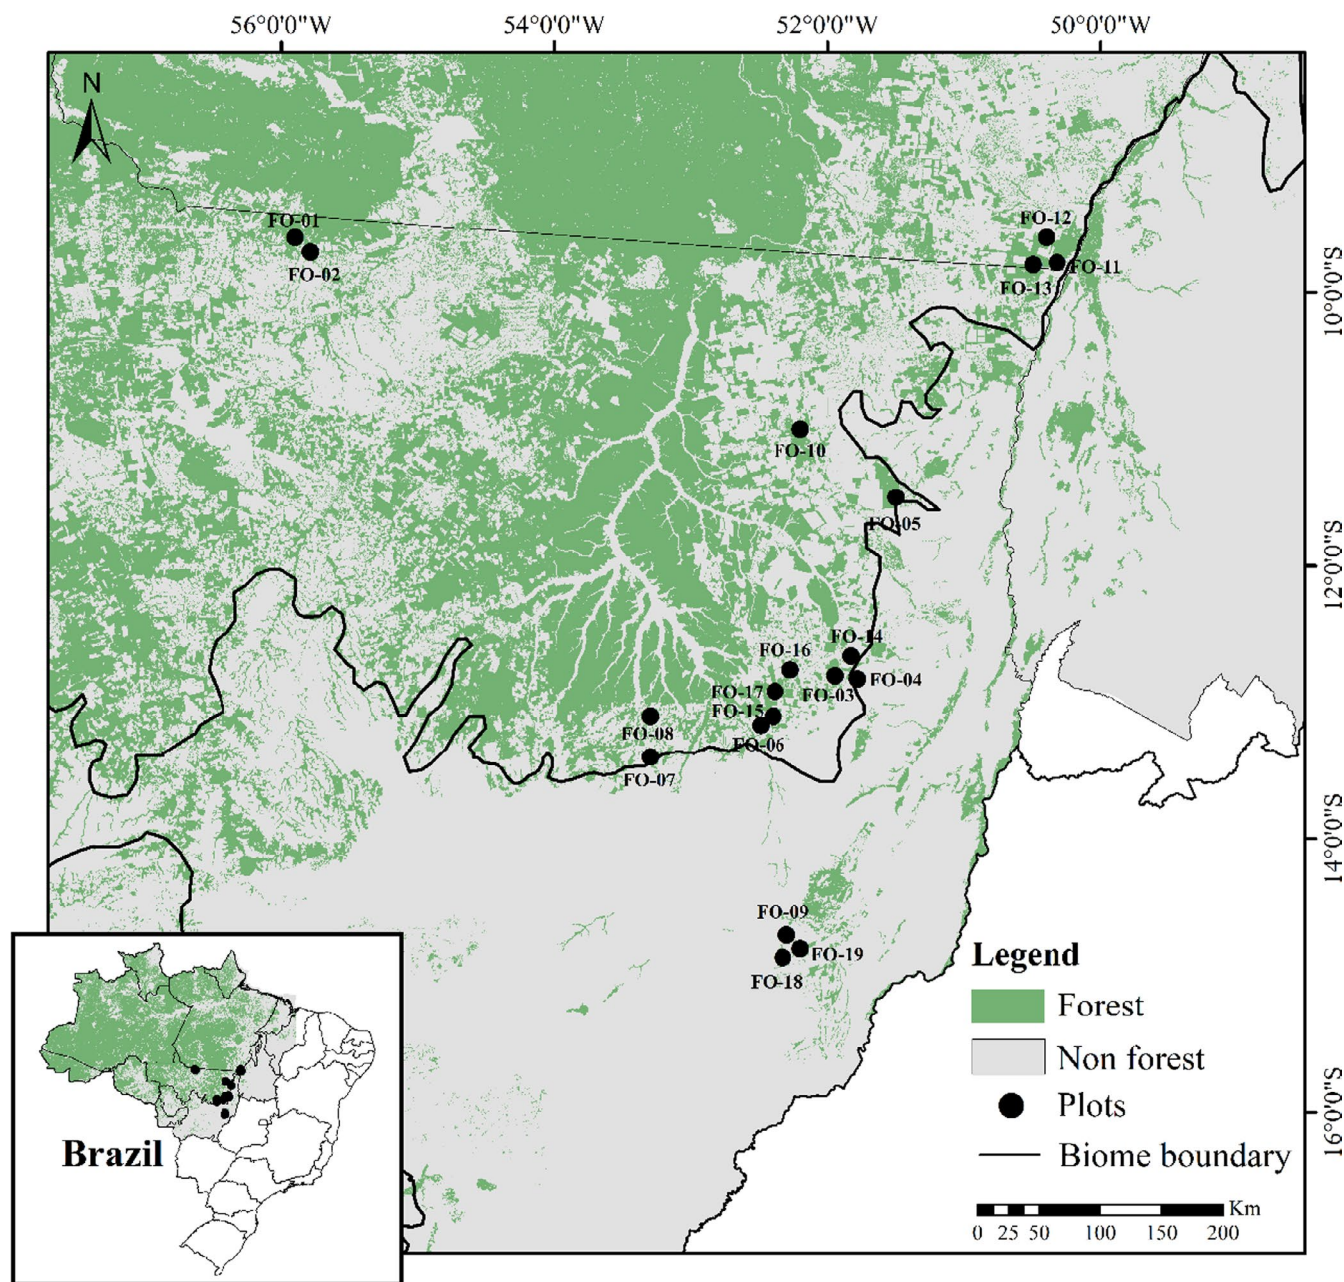 56°0'0"W 54°0'0"W 52°0'0"W 50°0'0"W
N
FO-01
FO-02
FO-12
FO-11
FO-13
10°0'0"S
FO-10
FO-05
12°0'0"S
FO-14
FO-16
FO-04
FO-03
FO-17
FO-15
FO-08
FO-06
FO-07
14°0'0"S
FO-09
FO-19
FO-18
Legend
Forest
Non forest
Plots
Biome boundary
16°0'0"S
Brazil
Km
0 25 50 100 150 200